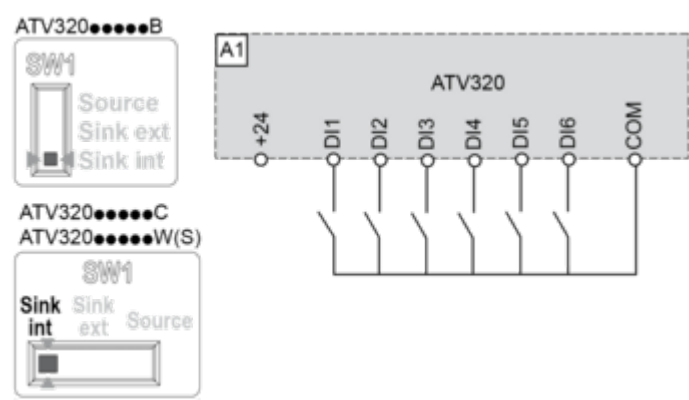 ATV320●●●●●B
SW1
Source
Sink ext
Sink int
A1
ATV320
+24
DI1
DI2
DI3
DI4
DI5
DI6
COM
ATV320●●●●●C
ATV320●●●●●W(S)
SW1
Sink int
Sink ext
Source